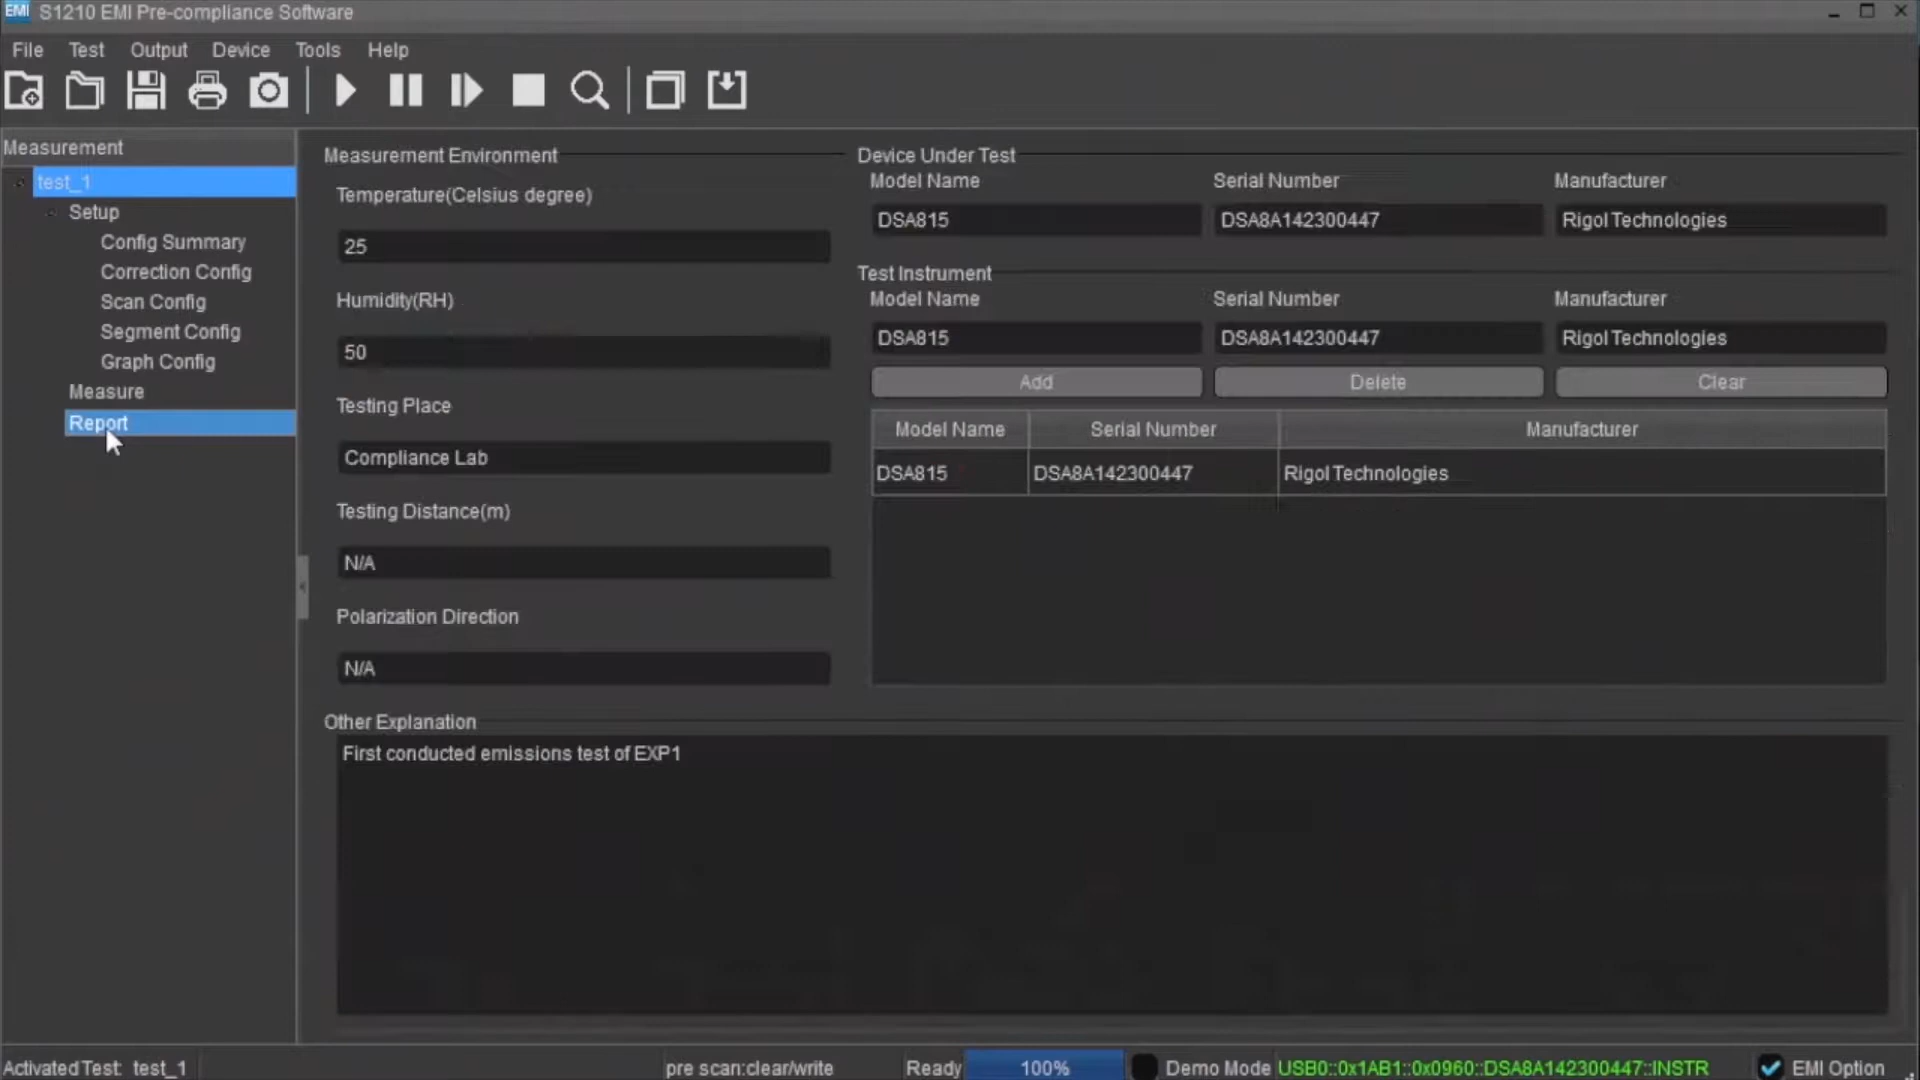 EMI S1210 EMI Pre-compliance Software
File Test Output Device Tools Help
Measurement
test_1
Setup
Config Summary
Correction Config
Scan Config
Segment Config
Graph Config
Measure
Report
Measurement Environment
Temperature(Celsius degree)
25
Humidity(RH)
50
Testing Place
Compliance Lab
Testing Distance(m)
N/A
Polarization Direction
N/A
Device Under Test
Model Name Serial Number Manufacturer
DSA815 DSA8A142300447 Rigol Technologies
Test Instrument
Model Name Serial Number Manufacturer
DSA815 DSA8A142300447 Rigol Technologies
Add Delete Clear
Model Name Serial Number Manufacturer
DSA815 DSA8A142300447 Rigol Technologies
Other Explanation
First conducted emissions test of EXP1
Activated Test: test_1 pre scan:clear/write Ready 100% Demo Mode USB0::0x1AB1::0x0960::DSA8A142300447::INSTR EMI Option